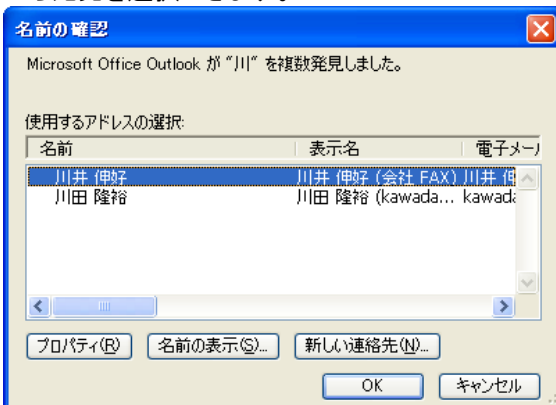 名前の確認
Microsoft Office Outlook が "川" を複数発見しました。
使用するアドレスの選択:
名前 表示名 電子メール
川井 伸好 川井 伸好 (会社 FAX) 川井 伸
川田 隆裕 川田 隆裕 (kawada... kawada
プロパティ(R) 名前の表示(S)... 新しい連絡先(N)...
OK キャンセル